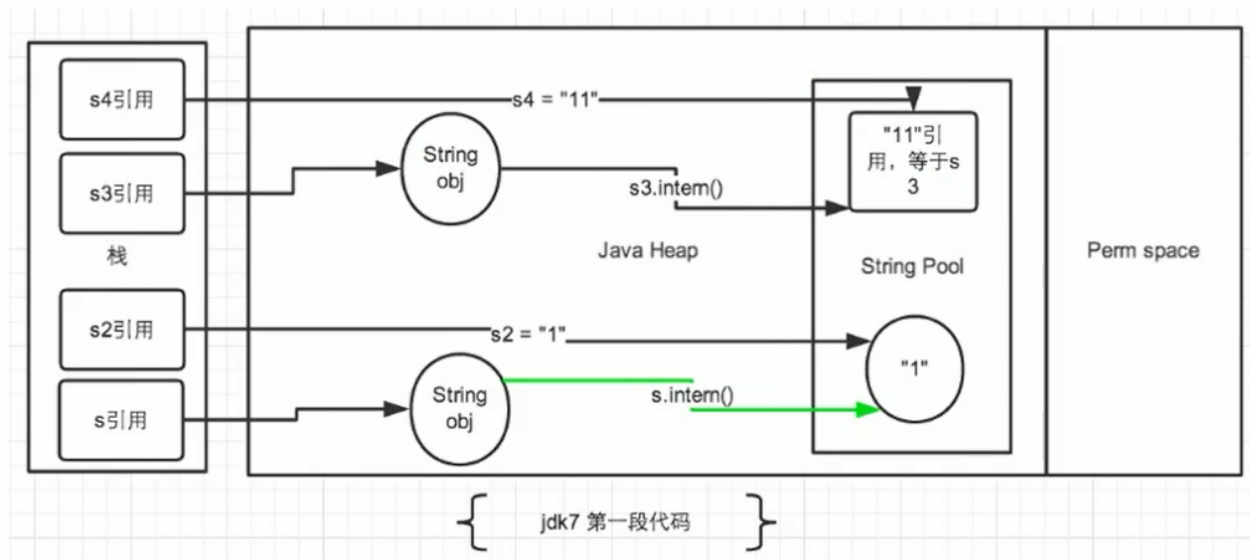 s4引用
s4 = "11"
"11"引
用，等于s
3
String
obj
s3引用
s3.intern()
栈
Java Heap
String Pool
Perm space
s2引用
s2 = "1"
"1"
String
obj
s.intern()
s引用
jdk7 第一段代码